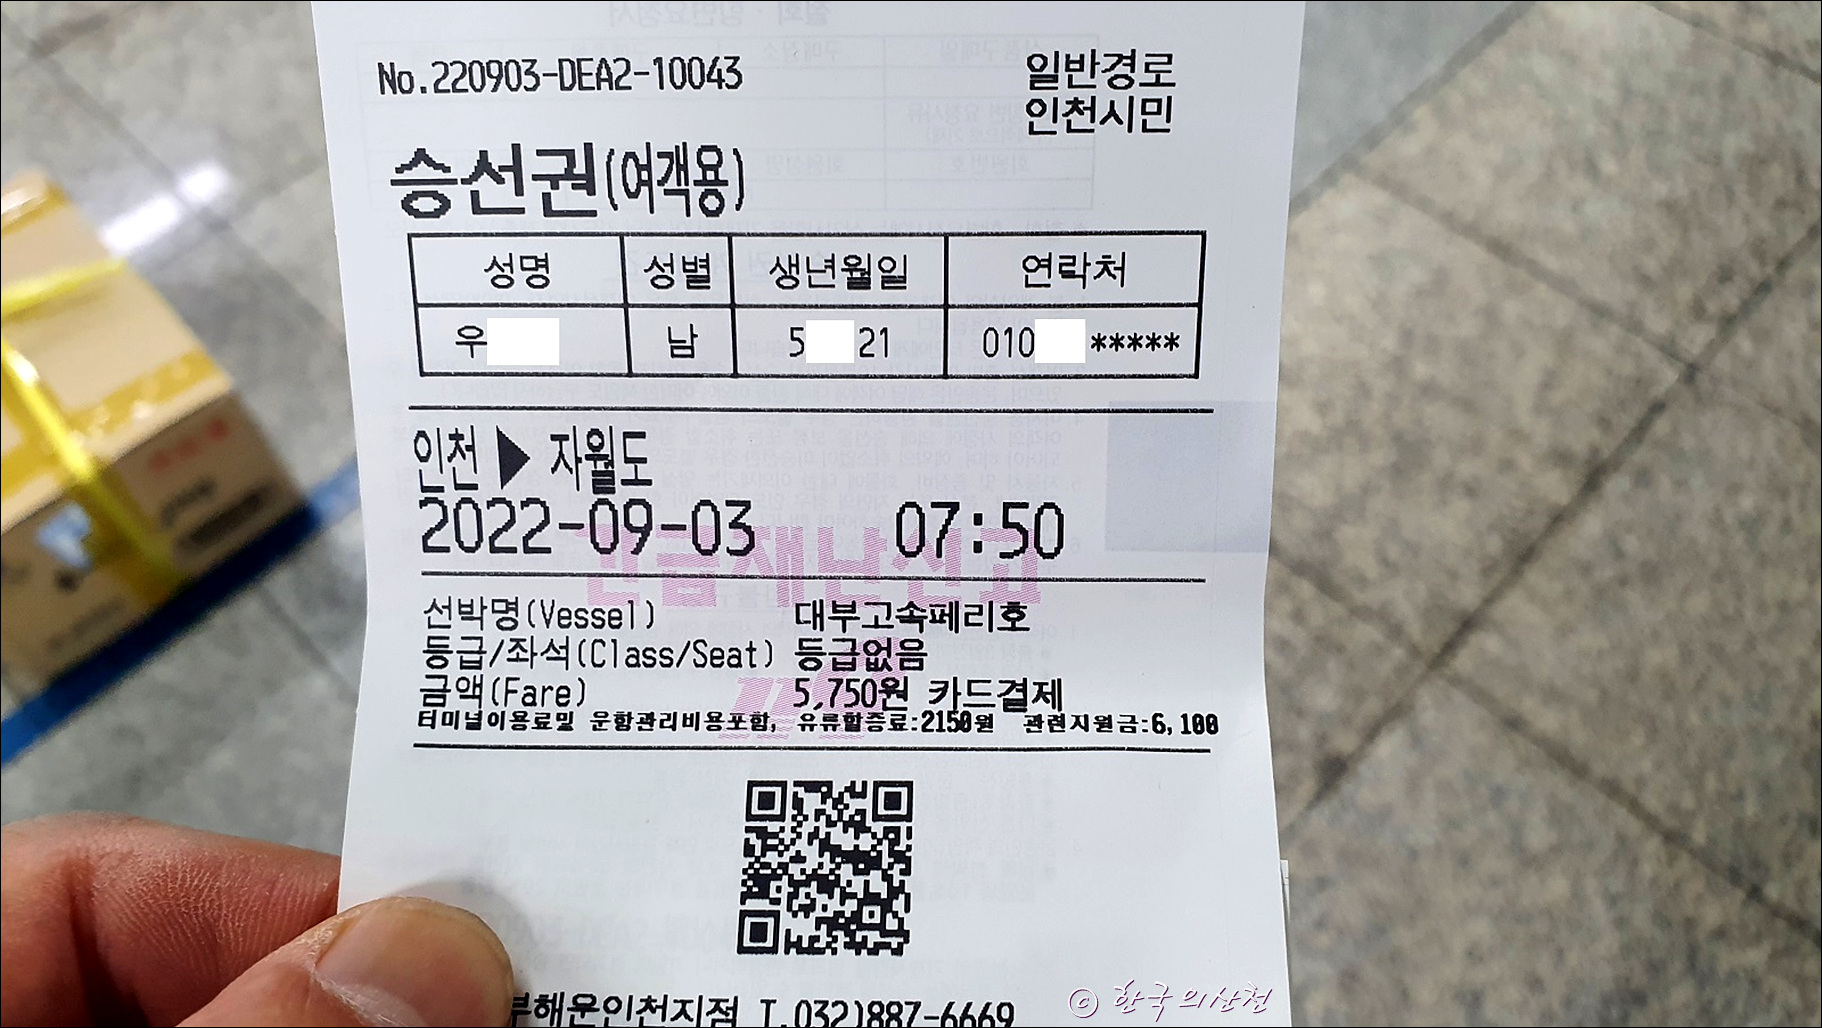 No.220903-DEA2-10043
일반경로
인천시민
승선권(여객용)
성명 성별 생년월일 연락처
우 남 5 21 010 *****
인천 ▶ 자월도
2022-09-03 07:50
긴급재난신고
선박명(Vessel) 대부고속페리호
등급/좌석(Class/Seat) 등급없음
금액(Fare) 5,750원 카드결제
터미널이용료및 운항관리비용포함, 유류할증료:2150원 관련지원금:6,100
부해운인천지점 T.032)887-6669
© 한국의산천